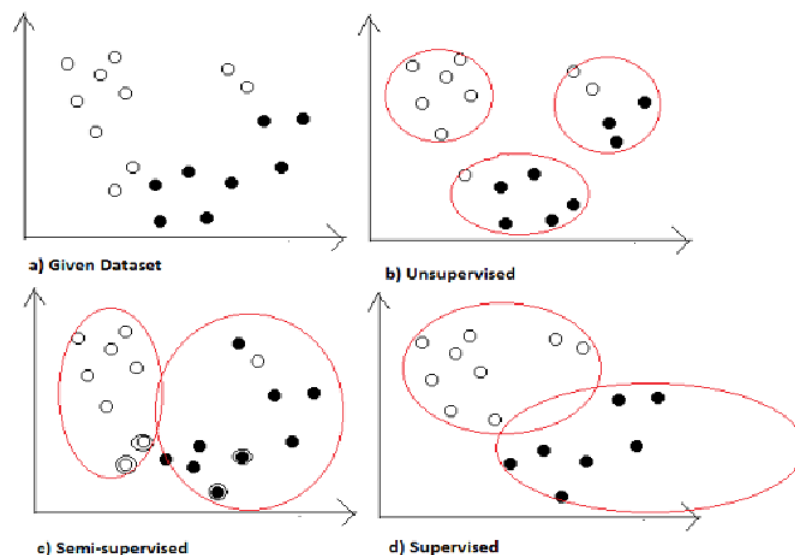 a) Given Dataset
b) Unsupervised
c) Semi-supervised
d) Supervised